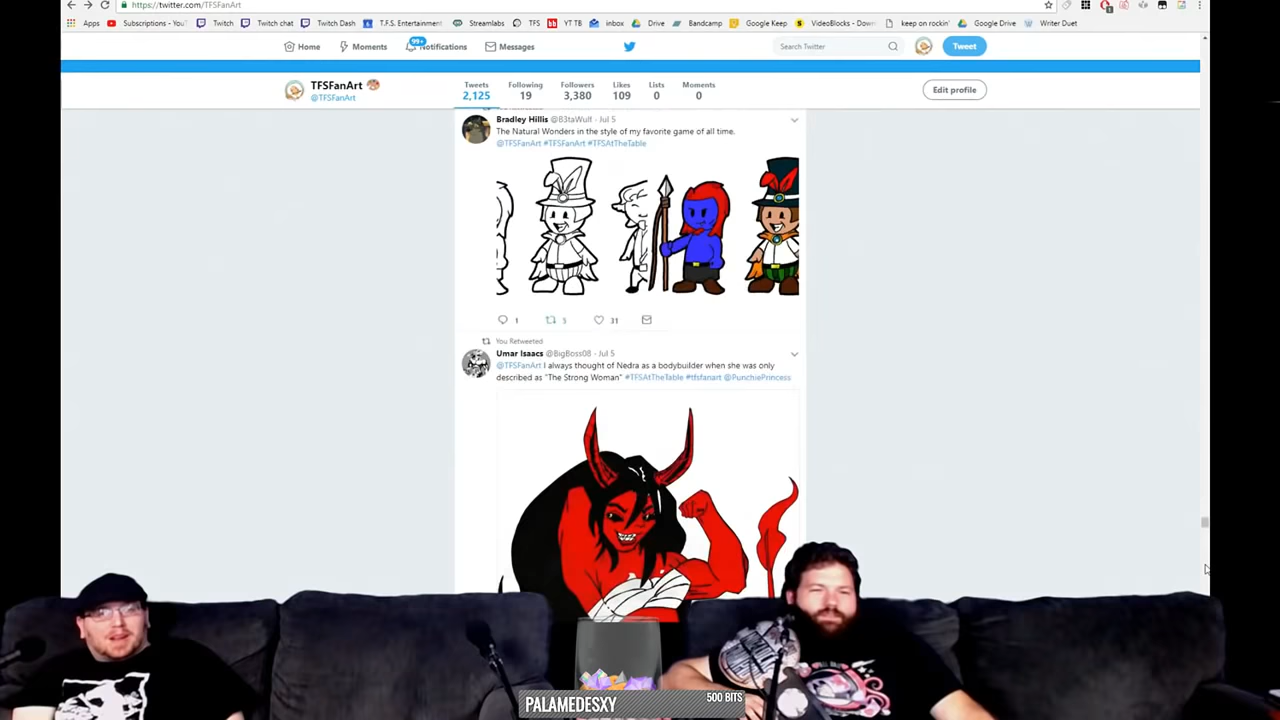 https://twitter.com/TFSFanArt
Apps Subscriptions - YouT Twitch Twitch chat Twitch Dash T.F.S. Entertainment Streamlabs TFS YT TB inbox Drive Bandcamp Google Keep VideoBlocks - Down keep on rockin' Google Drive Writer Duet
Home Moments 99+ Notifications Messages Search Twitter Tweet
TFSFanArt
@TFSFanArt
Tweets Following Followers Likes Lists Moments
2,125 19 3,380 109 0 0
Edit profile
Bradley Hillis @B3taWulf - Jul 5
The Natural Wonders in the style of my favorite game of all time.
@TFSFanArt #TFSFanArt #TFSAtTheTable
1 5 31
You Retweeted
Umar Isaacs @BigBoss08 - Jul 5
@TFSFanArt I always thought of Nedra as a bodybuilder when she was only
described as "The Strong Woman" #TFSAtTheTable #tfsfanart @PunchiePrincess
PALAMEDESXY 500 BITS